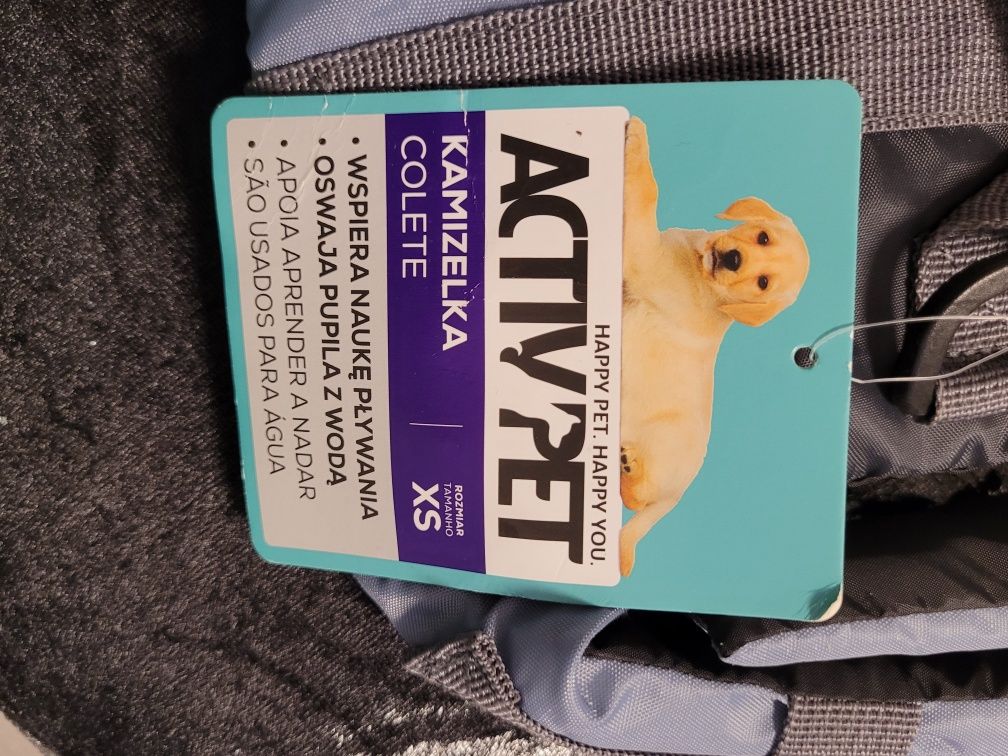 HAPPY PET. HAPPY YOU.
ACTIVPET
KAMIZELKA
COLETE
ROZMIAR
TAMANHO
XS
• WSPIERA NAUKĘ PŁYWANIA
• OSWAJA PUPILA Z WODĄ
• APOIA APRENDER A NADAR
• SÃO USADOS PARA ÁGUA